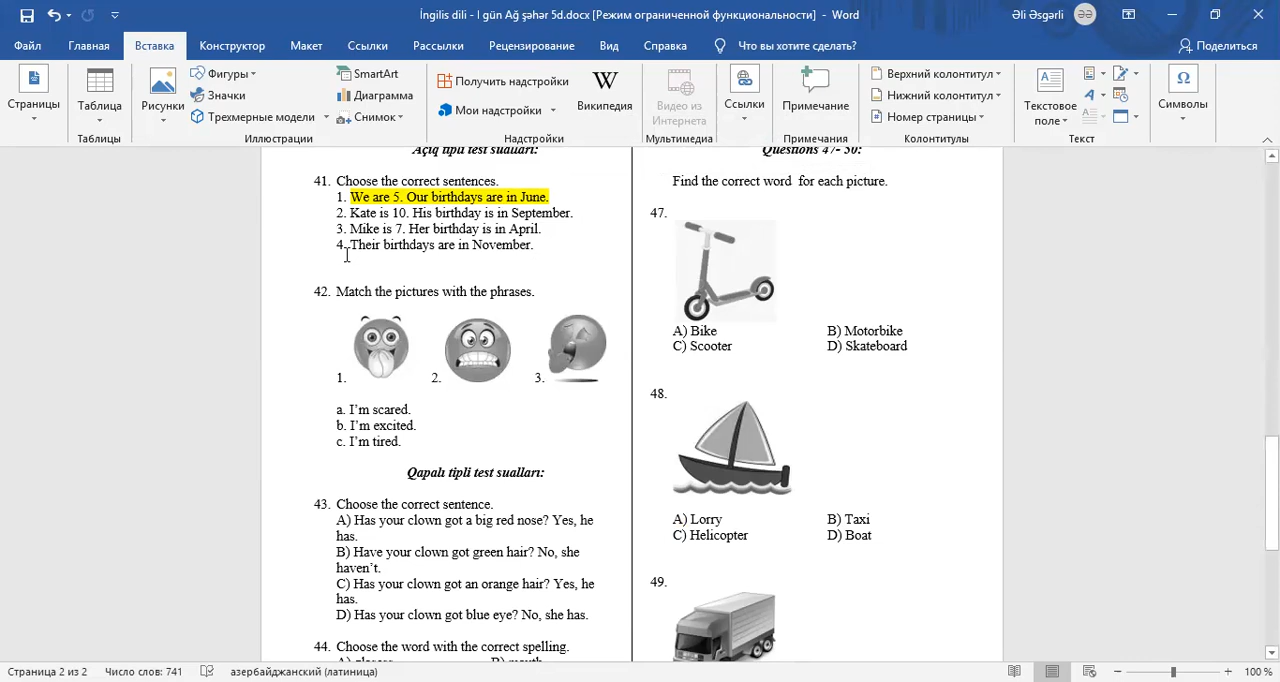 İngilis dili - I gün Ağ şəhər 5d.docx [Режим ограниченной функциональности] - Word
Əli Əsgərli
ƏƏ
Файл Главная Вставка Конструктор Макет Ссылки Рассылки Рецензирование Вид Справка Что вы хотите сделать? Поделиться
Страницы
Таблица
Таблицы
Рисунки
Фигуры
Значки
Трехмерные модели
SmartArt
Диаграмма
Снимок
Иллюстрации
Получить надстройки
Мои надстройки
W
Википедия
Надстройки
Видео из Интернета
Мультимедиа
Ссылки
Примечание
Примечания
Верхний колонтитул
Нижний колонтитул
Номер страницы
Колонтитулы
Текстовое поле
Текст
Ω
Символы
Açıq tipli test sualları:
41. Choose the correct sentences.
1. We are 5. Our birthdays are in June.
2. Kate is 10. His birthday is in September.
3. Mike is 7. Her birthday is in April.
4. Their birthdays are in November.
42. Match the pictures with the phrases.
1. 2. 3.
a. I’m scared.
b. I’m excited.
c. I’m tired.
Qapalı tipli test sualları:
43. Choose the correct sentence.
A) Has your clown got a big red nose? Yes, he
has.
B) Have your clown got green hair? No, she
haven’t.
C) Has your clown got an orange hair? Yes, he
has.
D) Has your clown got blue eye? No, she has.
44. Choose the word with the correct spelling.
Questions 47- 50:
Find the correct word for each picture.
47.
A) Bike B) Motorbike
C) Scooter D) Skateboard
48.
A) Lorry B) Taxi
C) Helicopter D) Boat
49.
Страница 2 из 2 Число слов: 741 азербайджанский (латиница) 100 %